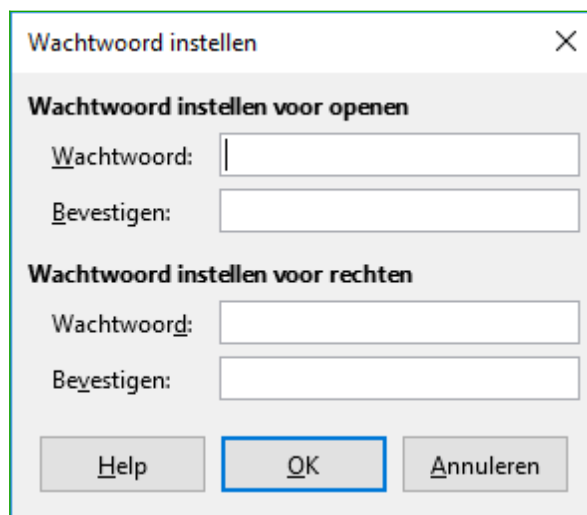 Wachtwoord instellen
Wachtwoord instellen voor openen
Wachtwoord:
Bevestigen:
Wachtwoord instellen voor rechten
Wachtwoord:
Bevestigen:
Help OK Annuleren